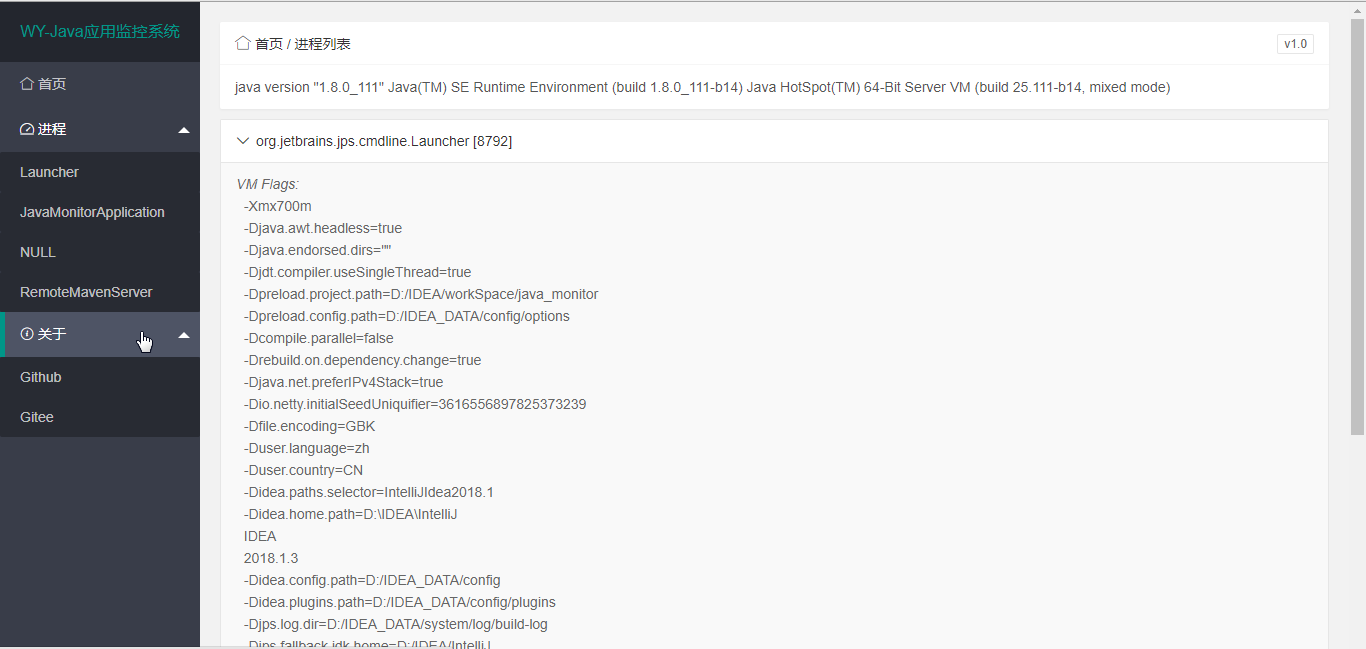 WY-Java应用监控系统
首页
进程
Launcher
JavaMonitorApplication
NULL
RemoteMavenServer
关于
Github
Gitee
首页 / 进程列表
v1.0
java version "1.8.0_111" Java(TM) SE Runtime Environment (build 1.8.0_111-b14) Java HotSpot(TM) 64-Bit Server VM (build 25.111-b14, mixed mode)
org.jetbrains.jps.cmdline.Launcher [8792]
VM Flags:
-Xmx700m
-Djava.awt.headless=true
-Djava.endorsed.dirs=""
-Djdt.compiler.useSingleThread=true
-Dpreload.project.path=D:/IDEA/workSpace/java_monitor
-Dpreload.config.path=D:/IDEA_DATA/config/options
-Dcompile.parallel=false
-Drebuild.on.dependency.change=true
-Djava.net.preferIPv4Stack=true
-Dio.netty.initialSeedUniquifier=3616556897825373239
-Dfile.encoding=GBK
-Duser.language=zh
-Duser.country=CN
-Didea.paths.selector=IntelliJIdea2018.1
-Didea.home.path=D:\IDEA\IntelliJ
IDEA
2018.1.3
-Didea.config.path=D:/IDEA_DATA/config
-Didea.plugins.path=D:/IDEA_DATA/config/plugins
-Djps.log.dir=D:/IDEA_DATA/system/log/build-log
-Djps.fallback.jdk.home=D:/IDEA/IntelliJ